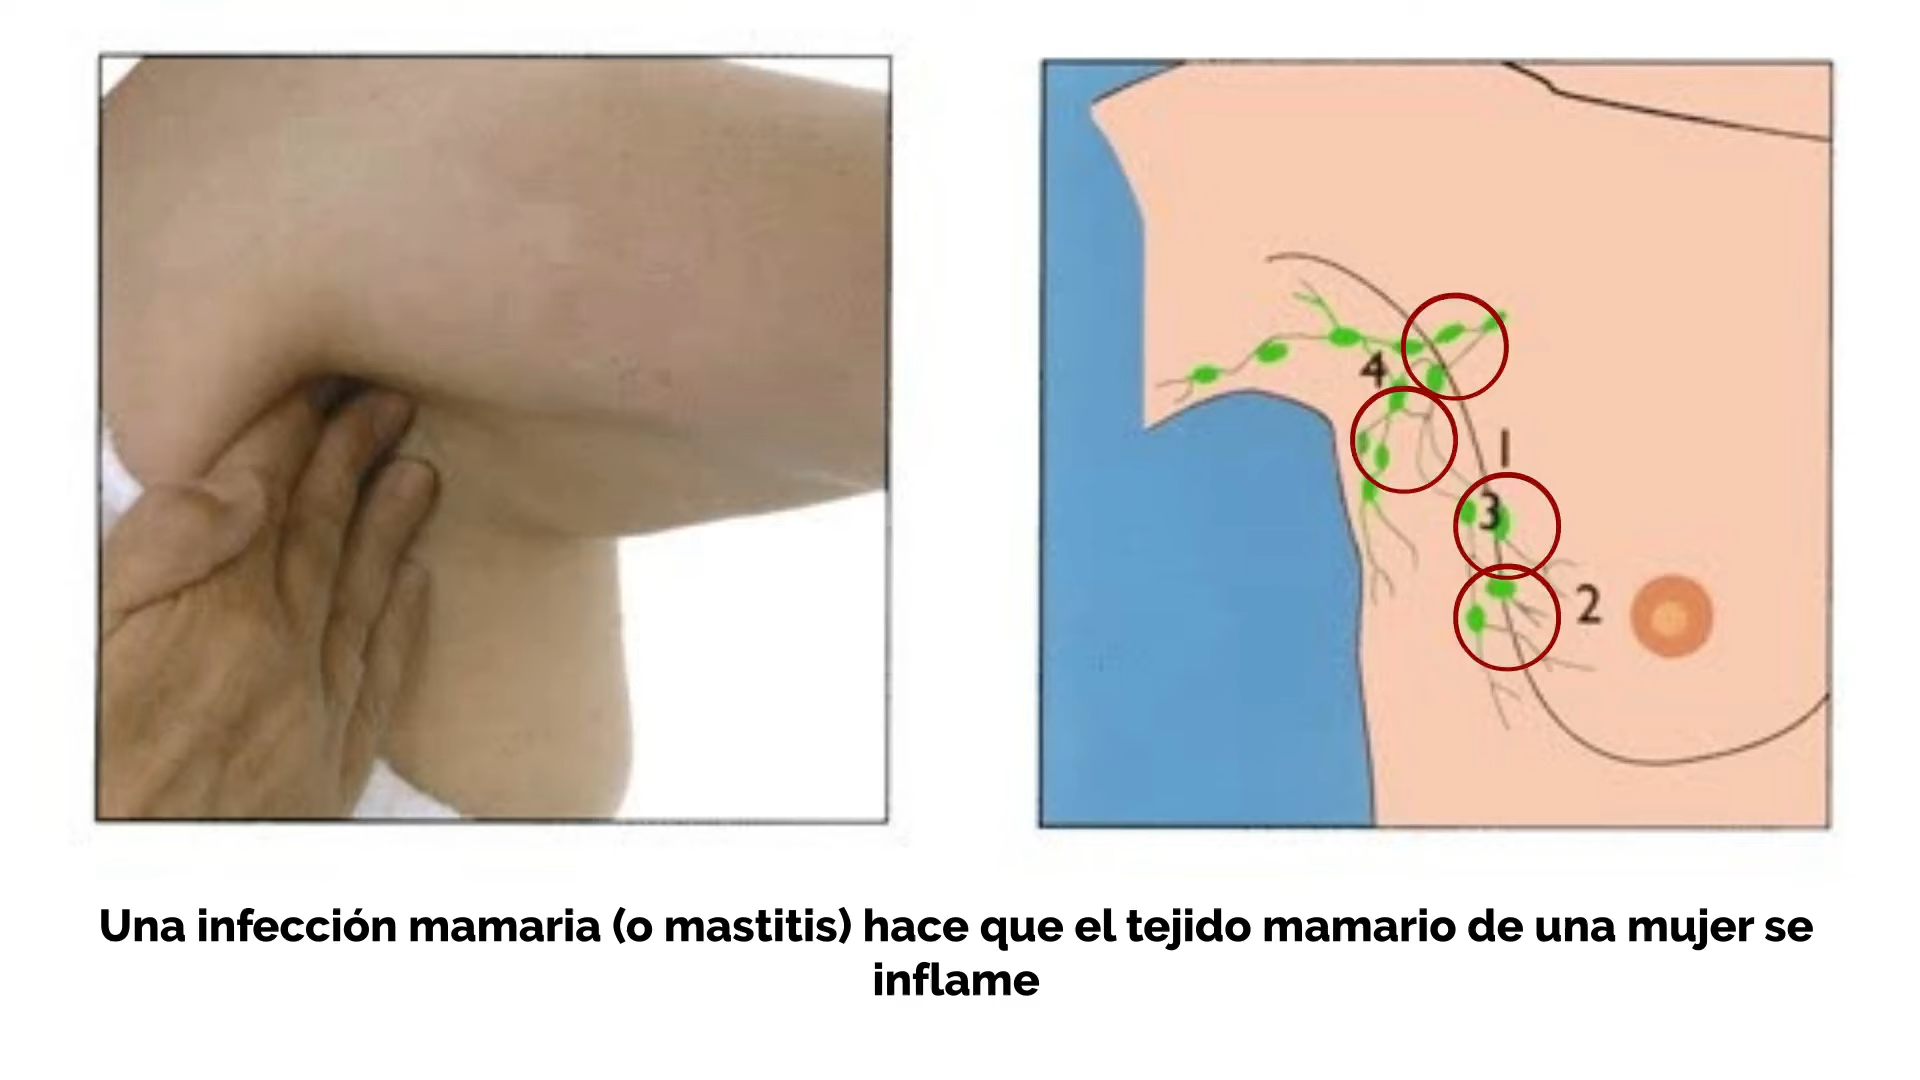 4
1
3
2
Una infección mamaria (o mastitis) hace que el tejido mamario de una mujer se
inflame